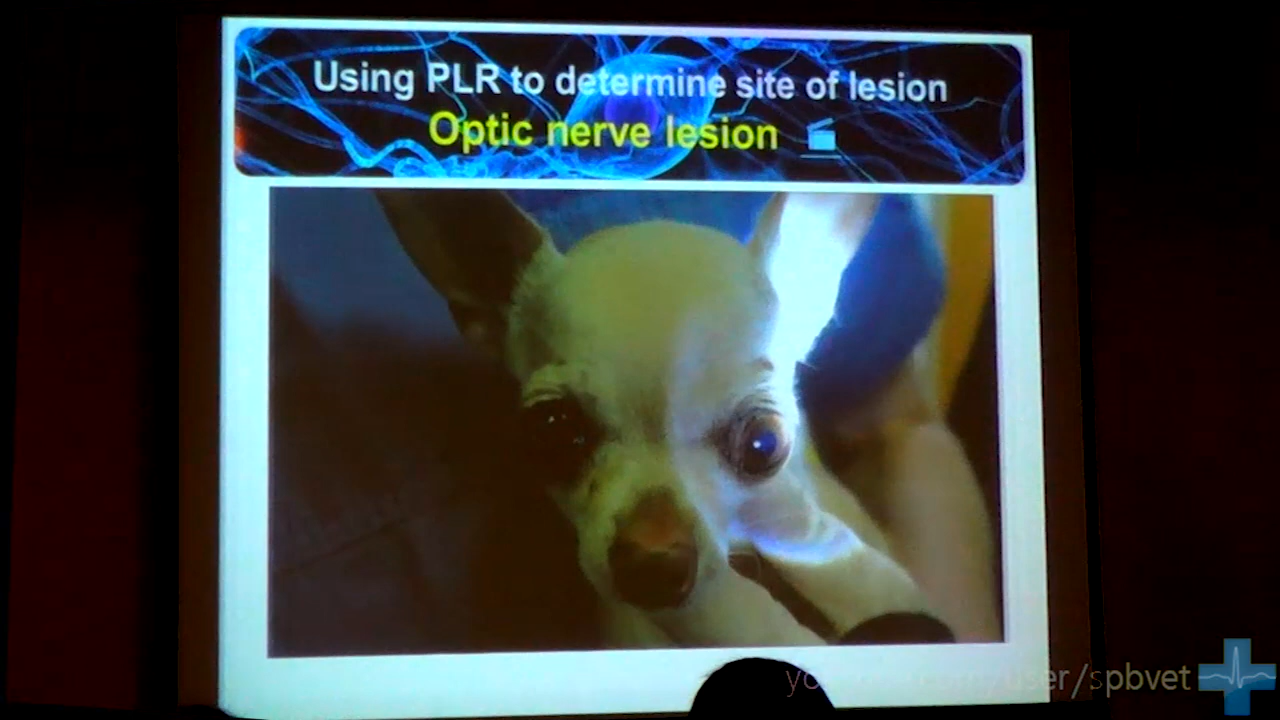 Using PLR to determine site of lesion
Optic nerve lesion
/user/spbvet